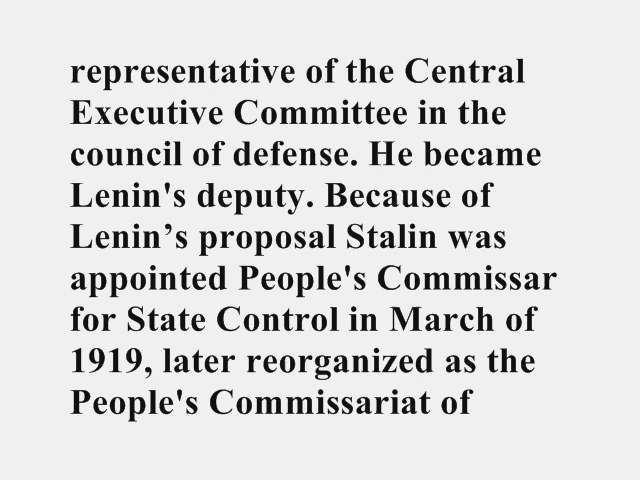 representative of the Central
Executive Committee in the
council of defense. He became
Lenin's deputy. Because of
Lenin’s proposal Stalin was
appointed People's Commissar
for State Control in March of
1919, later reorganized as the
People's Commissariat of